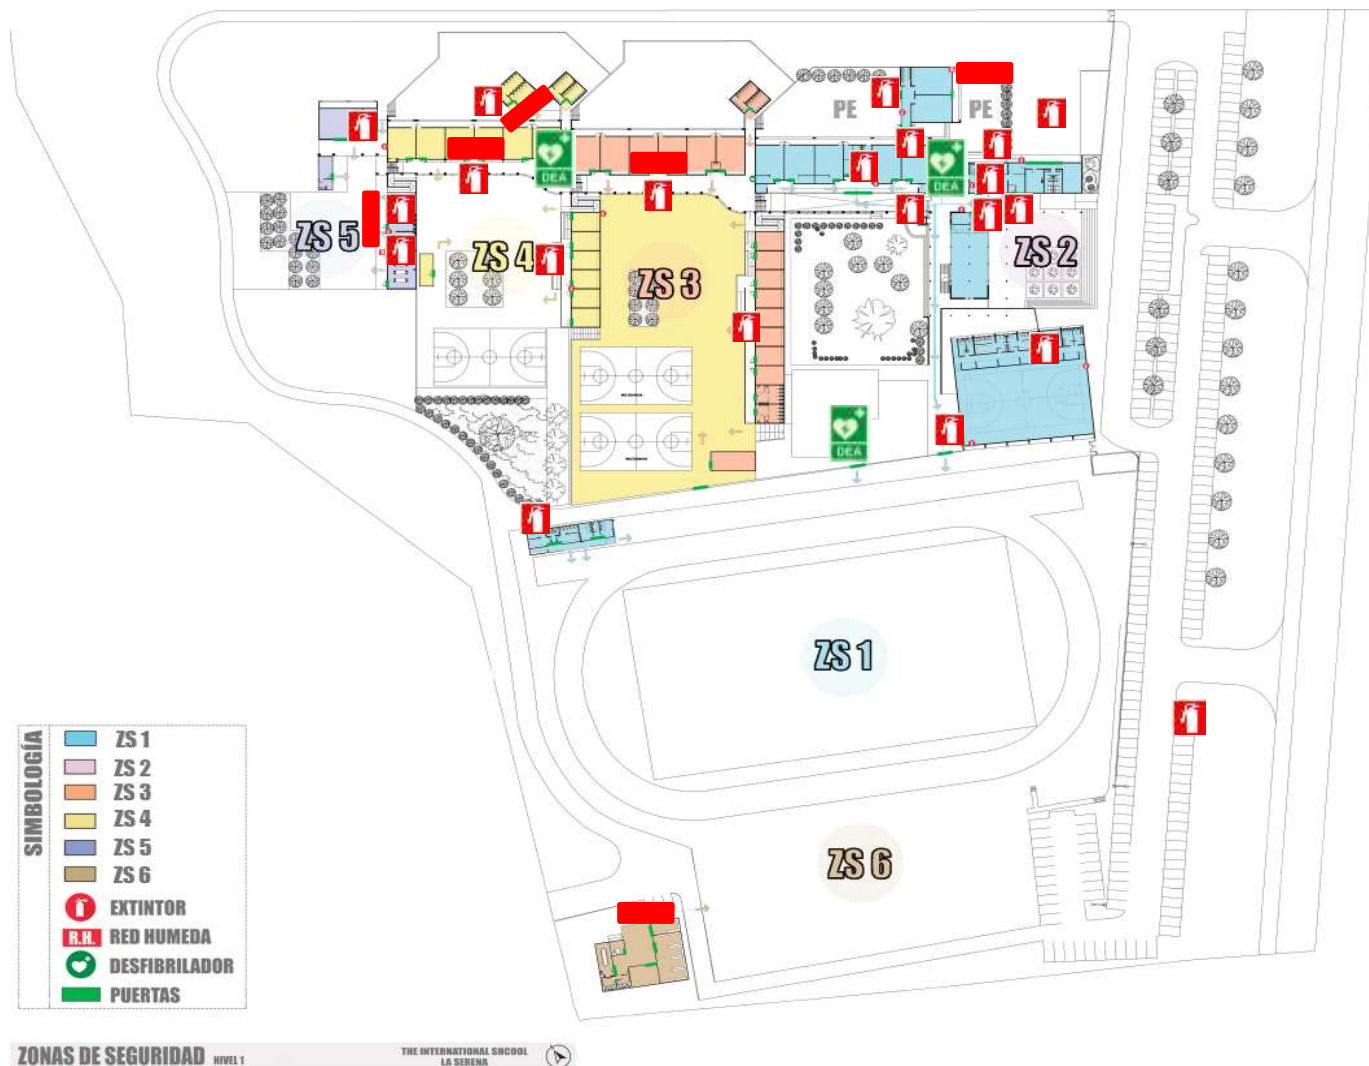 PE
PE
DEA
DEA
ZS 5
ZS 4
ZS 3
ZS 2
DEA
ZS 1
ZS 6
SIMBOLOGÍA
ZS 1
ZS 2
ZS 3
ZS 4
ZS 5
ZS 6
EXTINTOR
R.H. RED HUMEDA
DESFIBRILADOR
PUERTAS
ZONAS DE SEGURIDAD NIVEL 1
THE INTERNATIONAL SHCOOL
LA SERENA